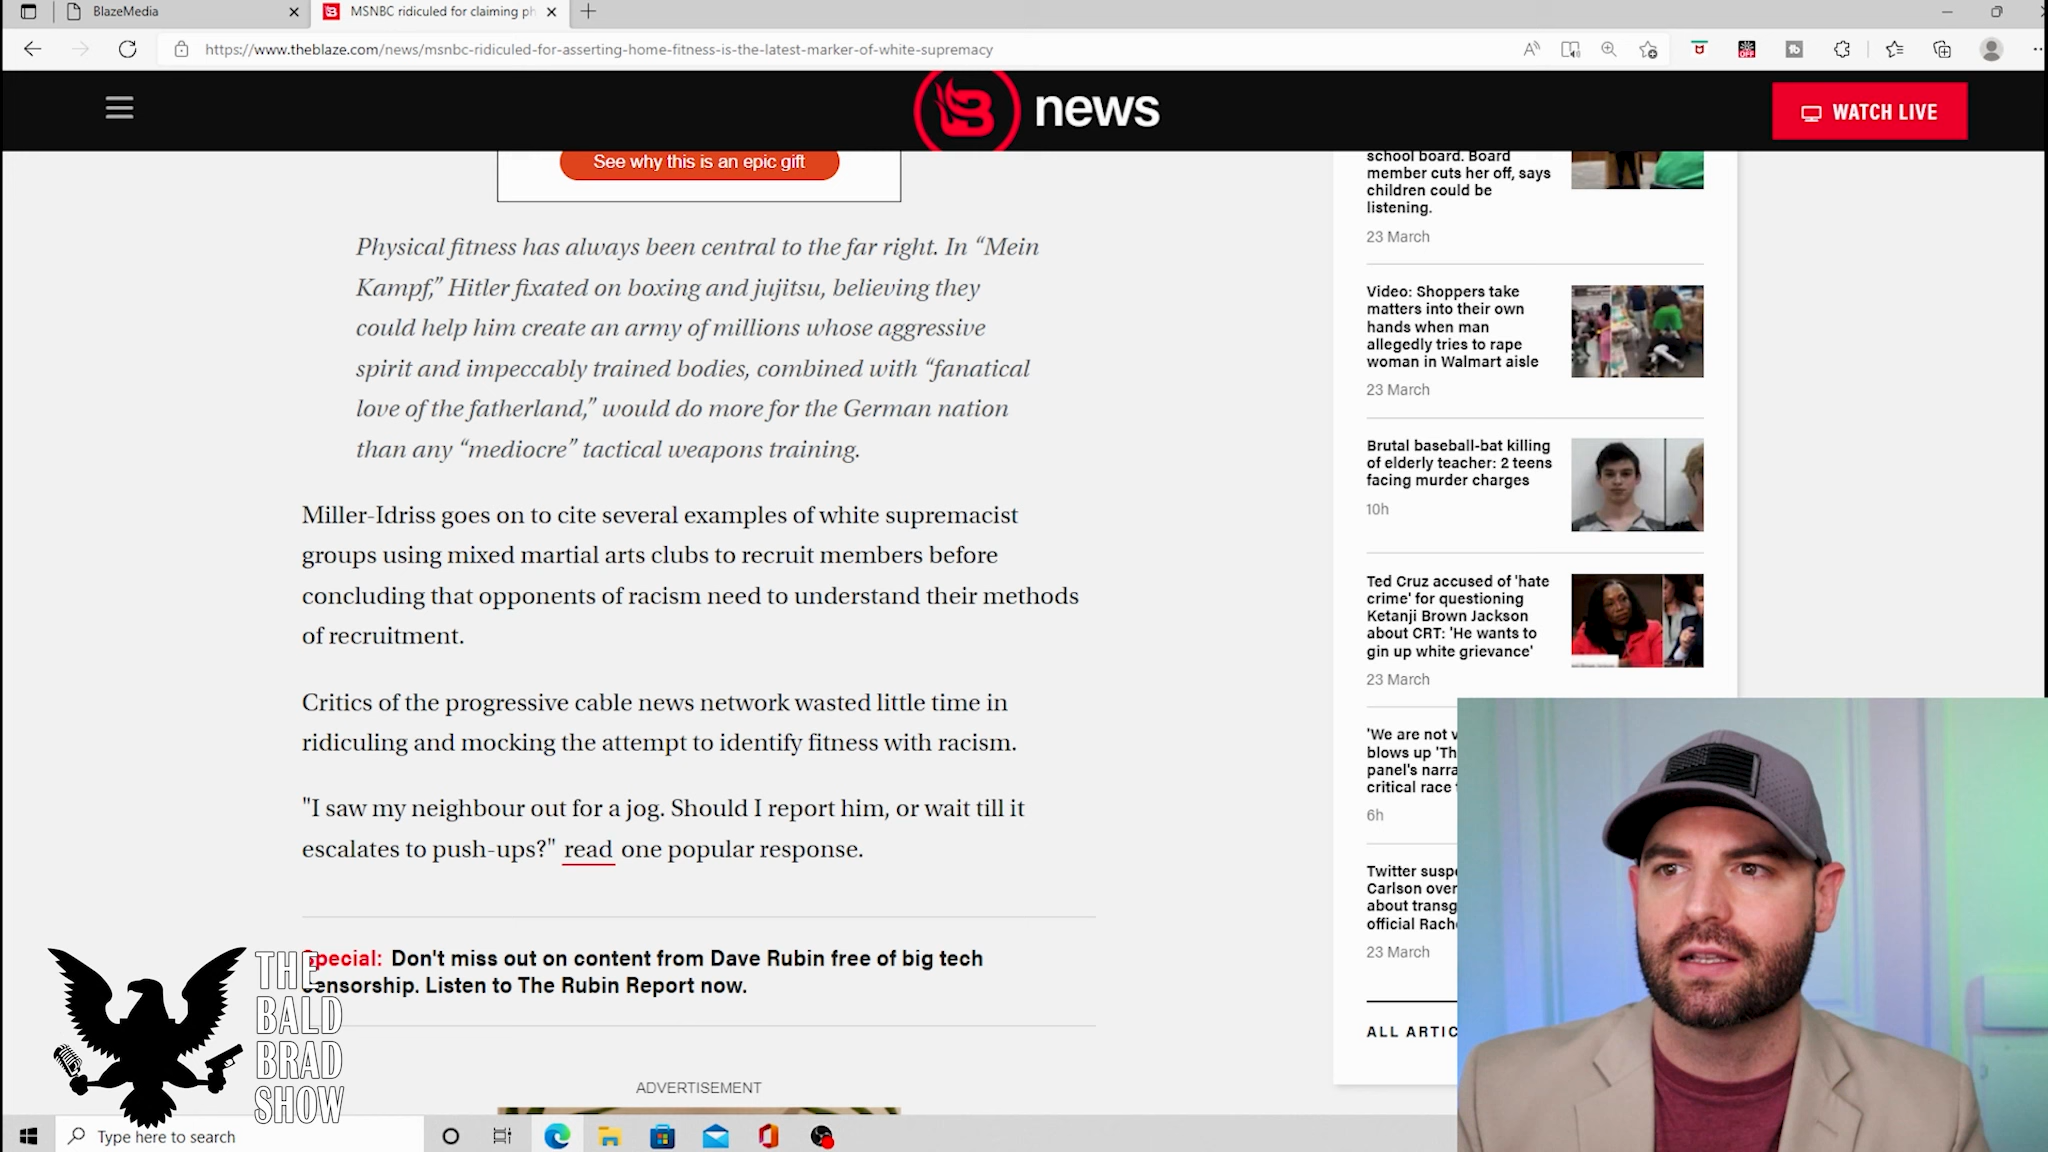 BlazeMedia
MSNBC ridiculed for claiming ph
https://www.theblaze.com/news/msnbc-ridiculed-for-asserting-home-fitness-is-the-latest-marker-of-white-supremacy
news
WATCH LIVE
See why this is an epic gift
Physical fitness has always been central to the far right. In “Mein
Kampf,” Hitler fixated on boxing and jujitsu, believing they
could help him create an army of millions whose aggressive
spirit and impeccably trained bodies, combined with “fanatical
love of the fatherland,” would do more for the German nation
than any “mediocre” tactical weapons training.
Miller-Idriss goes on to cite several examples of white supremacist
groups using mixed martial arts clubs to recruit members before
concluding that opponents of racism need to understand their methods
of recruitment.
Critics of the progressive cable news network wasted little time in
ridiculing and mocking the attempt to identify fitness with racism.
"I saw my neighbour out for a jog. Should I report him, or wait till it
escalates to push-ups?" read one popular response.
Special: Don't miss out on content from Dave Rubin free of big tech
censorship. Listen to The Rubin Report now.
ADVERTISEMENT
school board. Board
member cuts her off, says
children could be
listening.
23 March
Video: Shoppers take
matters into their own
hands when man
allegedly tries to rape
woman in Walmart aisle
23 March
Brutal baseball-bat killing
of elderly teacher: 2 teens
facing murder charges
10h
Ted Cruz accused of 'hate
crime' for questioning
Ketanji Brown Jackson
about CRT: 'He wants to
gin up white grievance'
23 March
'We are not v
blows up 'Th
panel's narra
critical race
6h
Twitter susp
Carlson over
about transg
official Rach
23 March
ALL ARTIC
THE
BALD
BRAD
SHOW
Type here to search